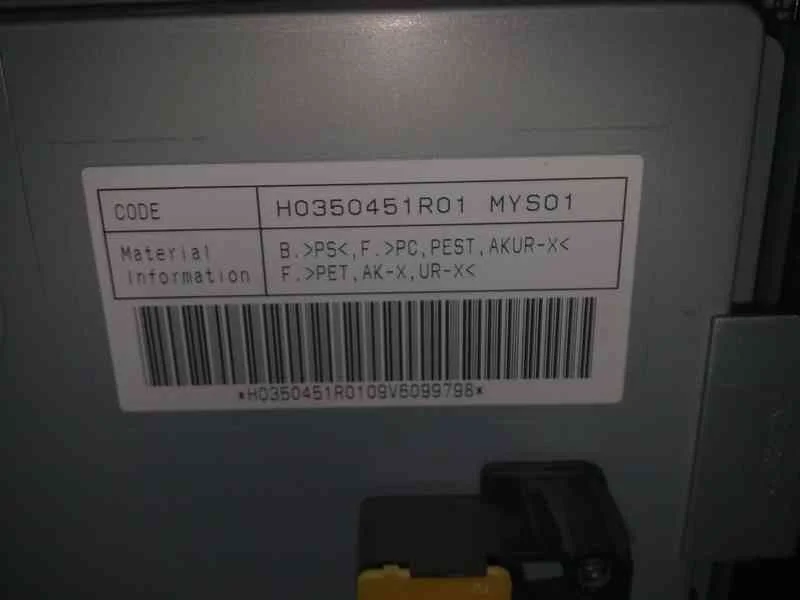 CODE H0350451R01 MYS01
Material Information B.>PS<,F.>PC,PEST,AKUR-X<
F.>PET,AK-X,UR-X<
*H0350451R0109V6099798*